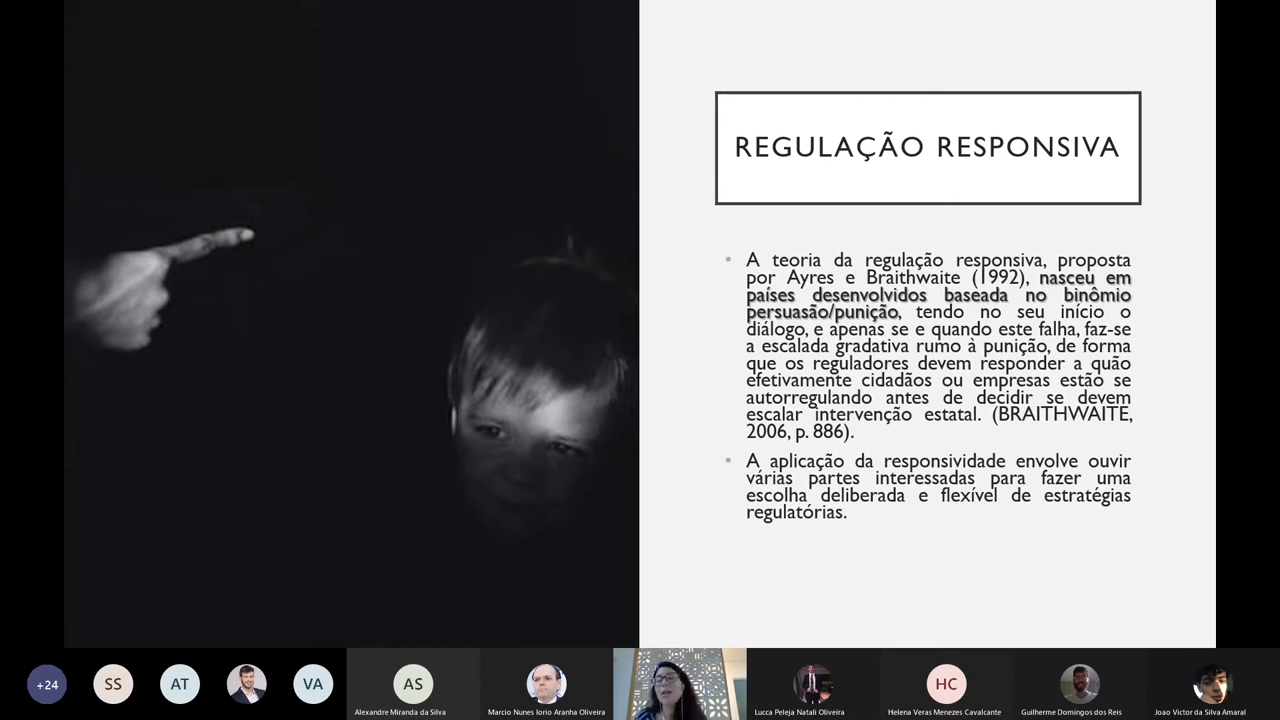 REGULAÇÃO RESPONSIVA
• A teoria da regulação responsiva, proposta
por Ayres e Braithwaite (1992), nasceu em
países desenvolvidos baseada no binômio
persuasão/punição, tendo no seu início o
diálogo, e apenas se e quando este falha, faz-se
a escalada gradativa rumo à punição, de forma
que os reguladores devem responder a quão
efetivamente cidadãos ou empresas estão se
autorregulando antes de decidir se devem
escalar intervenção estatal. (BRAITHWAITE,
2006, p. 886).
• A aplicação da responsividade envolve ouvir
várias partes interessadas para fazer uma
escolha deliberada e flexível de estratégias
regulatórias.
+24
SS
AT
VA
AS
HC
Alexandre Miranda da Silva
Marcio Nunes Iorio Aranha Oliveira
Lucca Peleja Natali Oliveira
Helena Veras Menezes Cavalcante
Guilherme Domingos dos Reis
Joao Victor da Silva Amaral